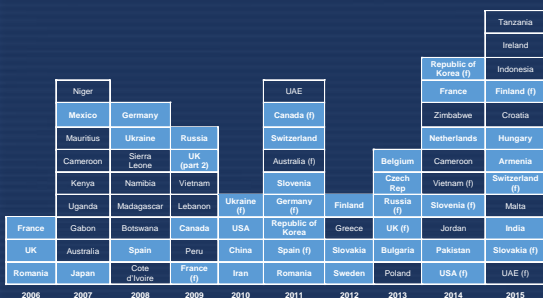 Tanzania
Ireland
Republic of
Korea (f)
Indonesia
Niger
UAE
France
Finland (f)
Mexico
Germany
Canada (f)
Zimbabwe
Croatia
Mauritius
Ukraine
Russia
Switzerland
Netherlands
Hungary
Cameroon
Sierra
Leone
UK
(part 2)
Australia (f)
Belgium
Cameroon
Armenia
Kenya
Namibia
Vietnam
Slovenia
Czech
Rep
Vietnam (f)
Switzerland
(f)
Uganda
Madagascar
Lebanon
Ukraine
(f)
Germany
(f)
Finland
Russia
(f)
Slovenia (f)
Malta
France
Gabon
Botswana
Canada
USA
Republic of
Korea
Greece
UK (f)
Jordan
India
UK
Australia
Spain
Peru
China
Spain (f)
Slovakia
Bulgaria
Pakistan
Slovakia (f)
Romania
Japan
Cote
d'Ivoire
France
(f)
Iran
Romania
Sweden
Poland
USA (f)
UAE (f)
2006 2007 2008 2009 2010 2011 2012 2013 2014 2015